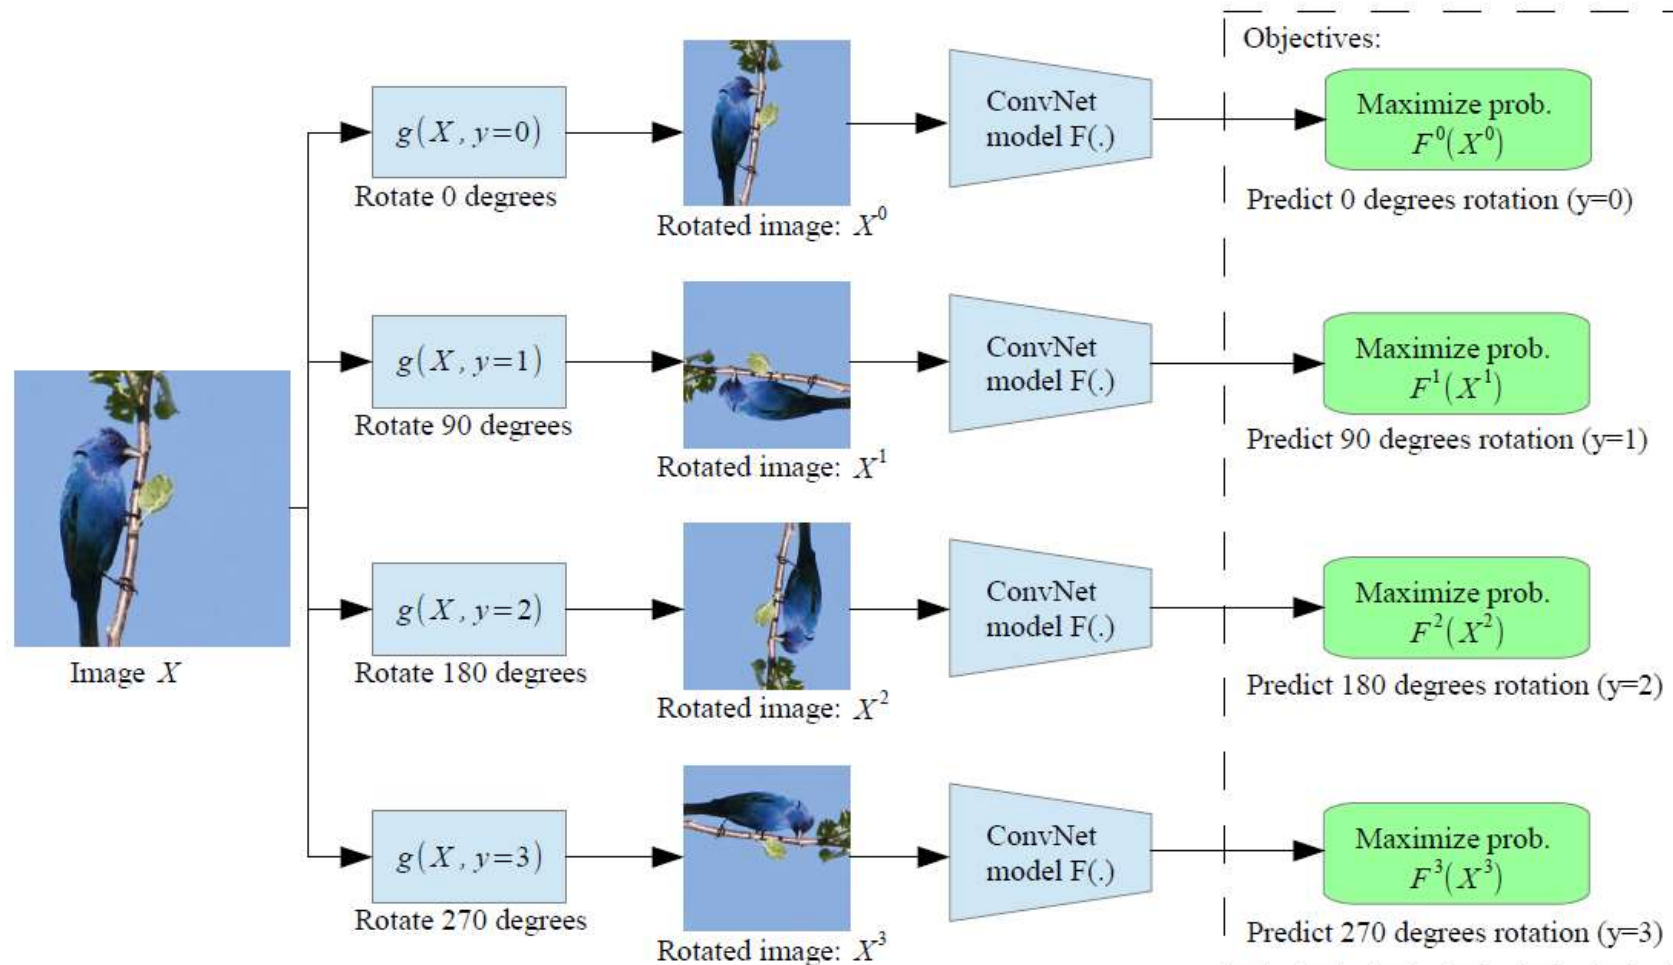 Objectives:
g(X, y=0)
Rotate 0 degrees
Rotated image: X⁰
ConvNet
model F(.)
Maximize prob.
F⁰(X⁰)
Predict 0 degrees rotation (y=0)
g(X, y=1)
Rotate 90 degrees
Rotated image: X¹
ConvNet
model F(.)
Maximize prob.
F¹(X¹)
Predict 90 degrees rotation (y=1)
Image X
g(X, y=2)
Rotate 180 degrees
Rotated image: X²
ConvNet
model F(.)
Maximize prob.
F²(X²)
Predict 180 degrees rotation (y=2)
g(X, y=3)
Rotate 270 degrees
Rotated image: X³
ConvNet
model F(.)
Maximize prob.
F³(X³)
Predict 270 degrees rotation (y=3)